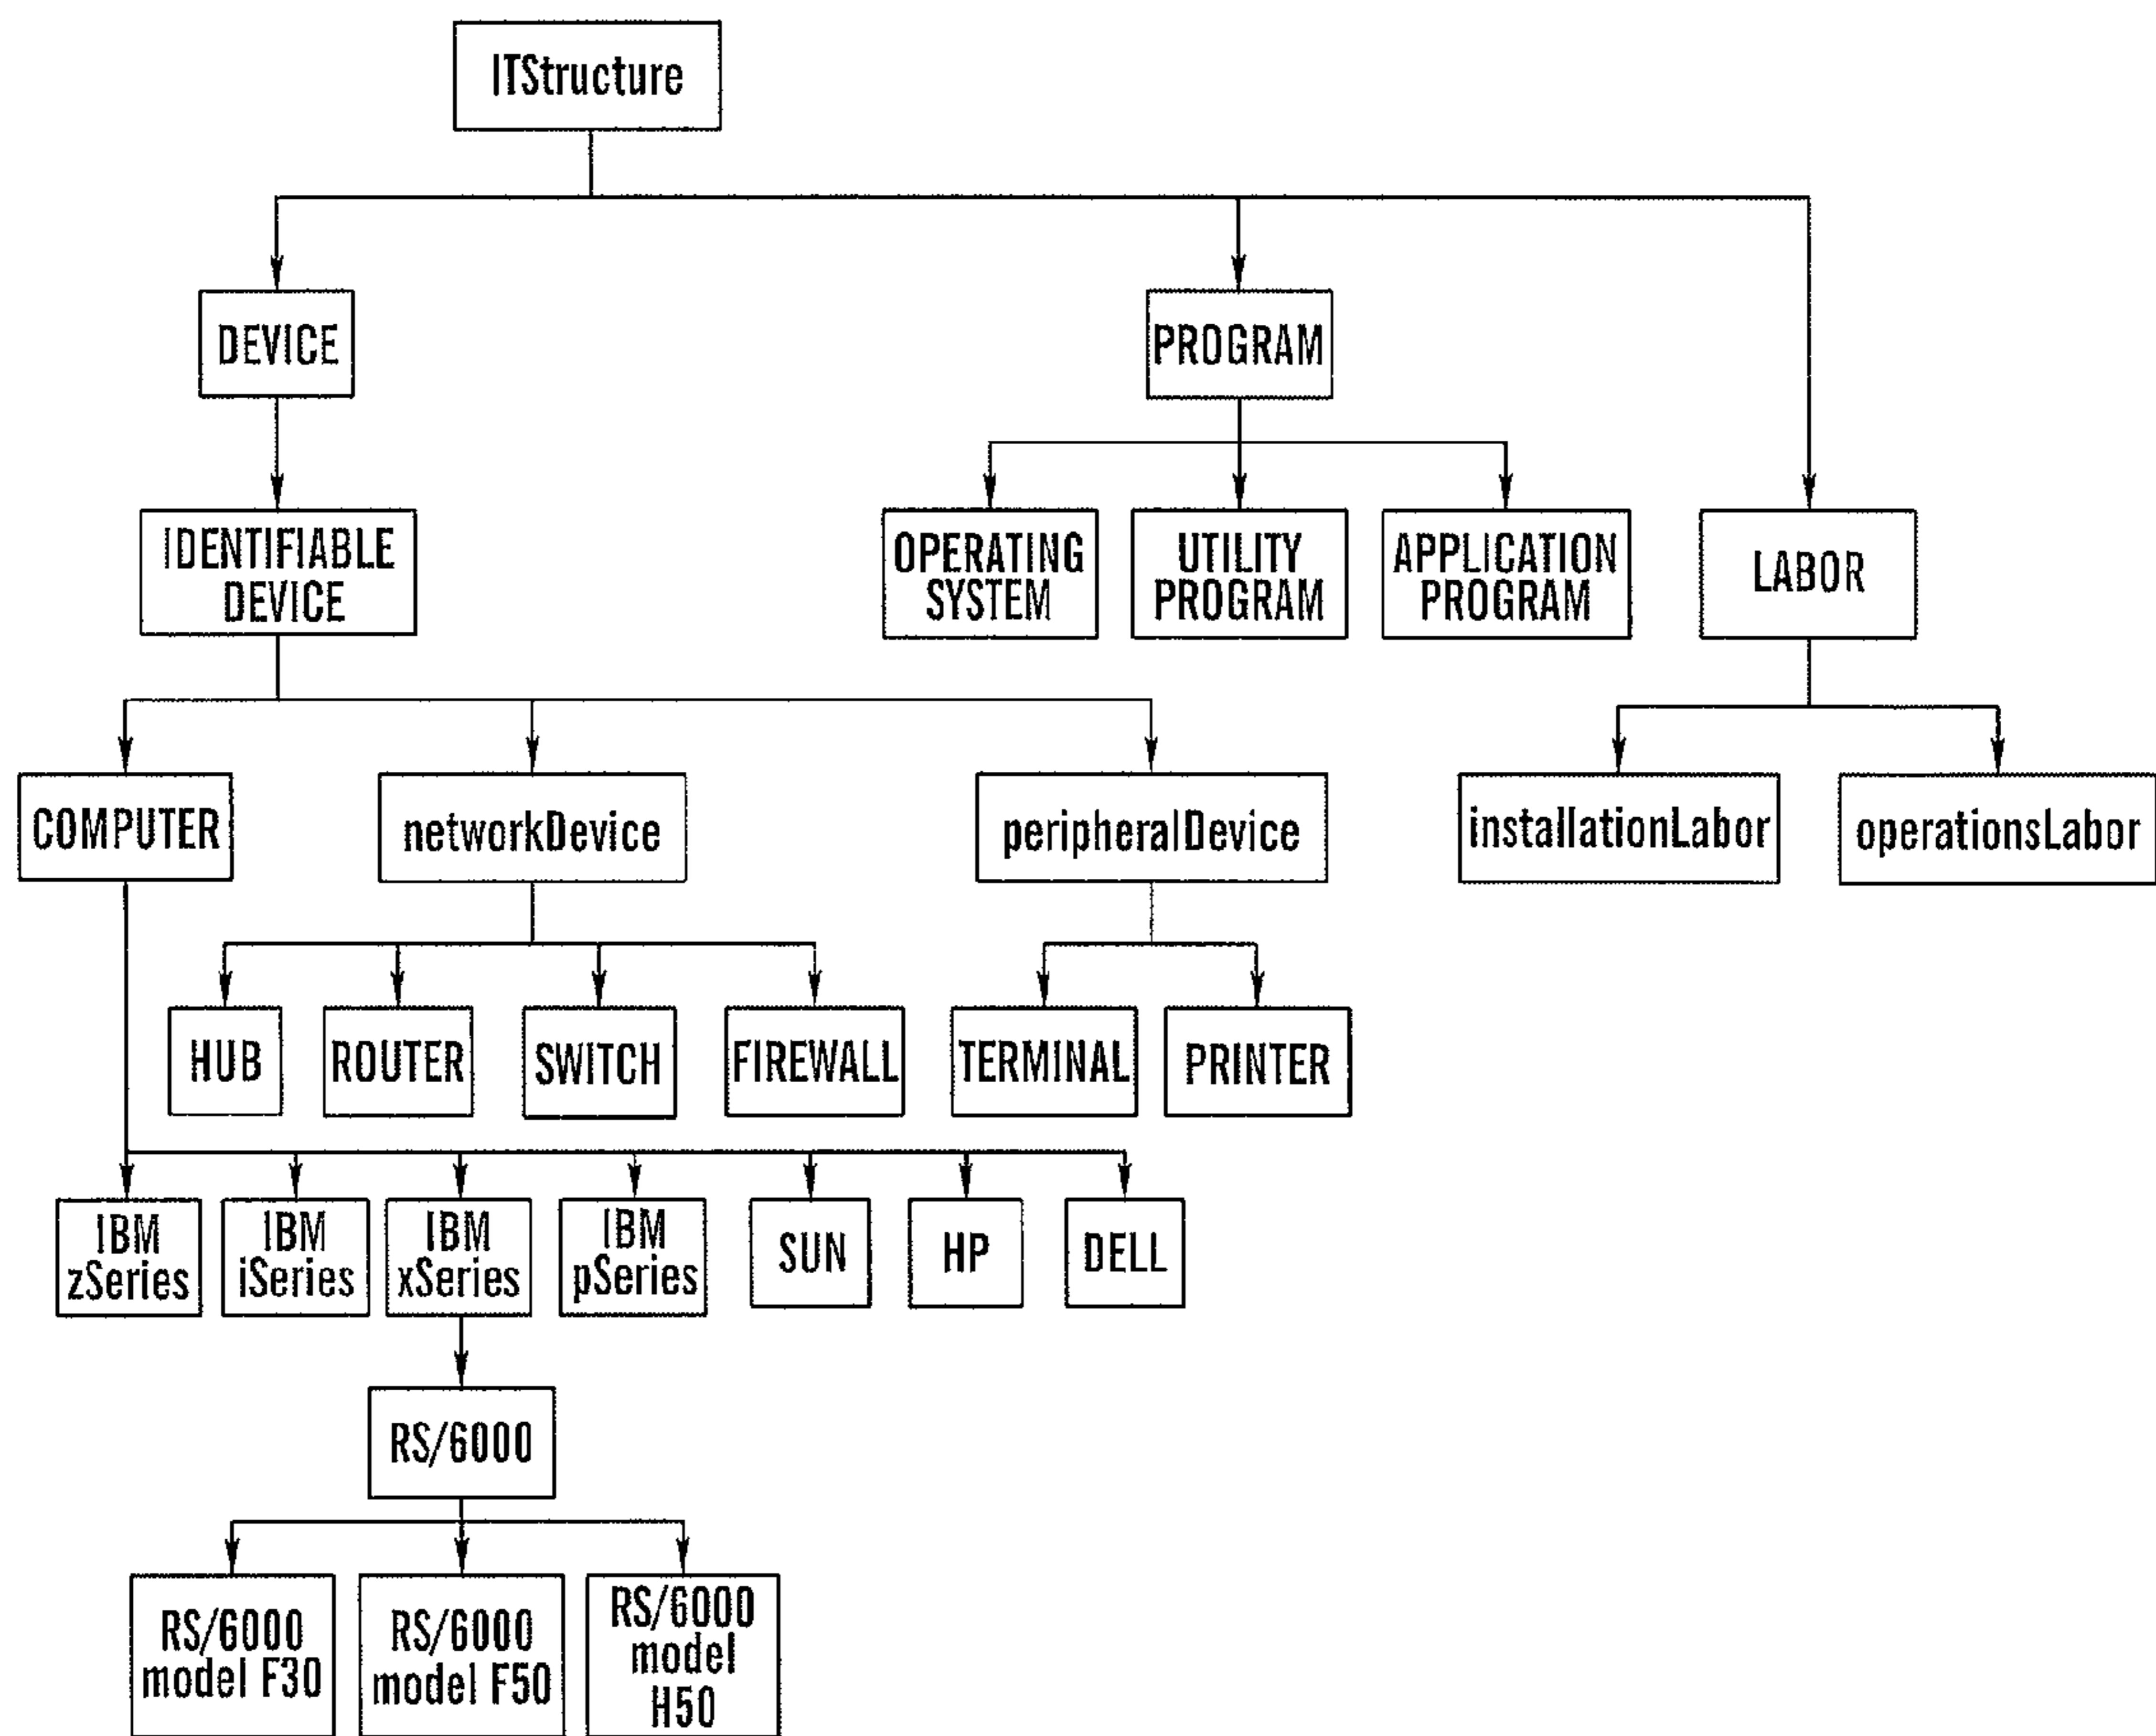 ITStructure
DEVICE
PROGRAM
IDENTIFIABLE
DEVICE
OPERATING
SYSTEM
UTILITY
PROGRAM
APPLICATION
PROGRAM
LABOR
COMPUTER
networkDevice
peripheralDevice
installationLabor
operationsLabor
HUB
ROUTER
SWITCH
FIREWALL
TERMINAL
PRINTER
IBM
zSeries
IBM
iSeries
IBM
xSeries
IBM
pSeries
SUN
HP
DELL
RS/6000
RS/6000
model F30
RS/6000
model F50
RS/6000
model
H50